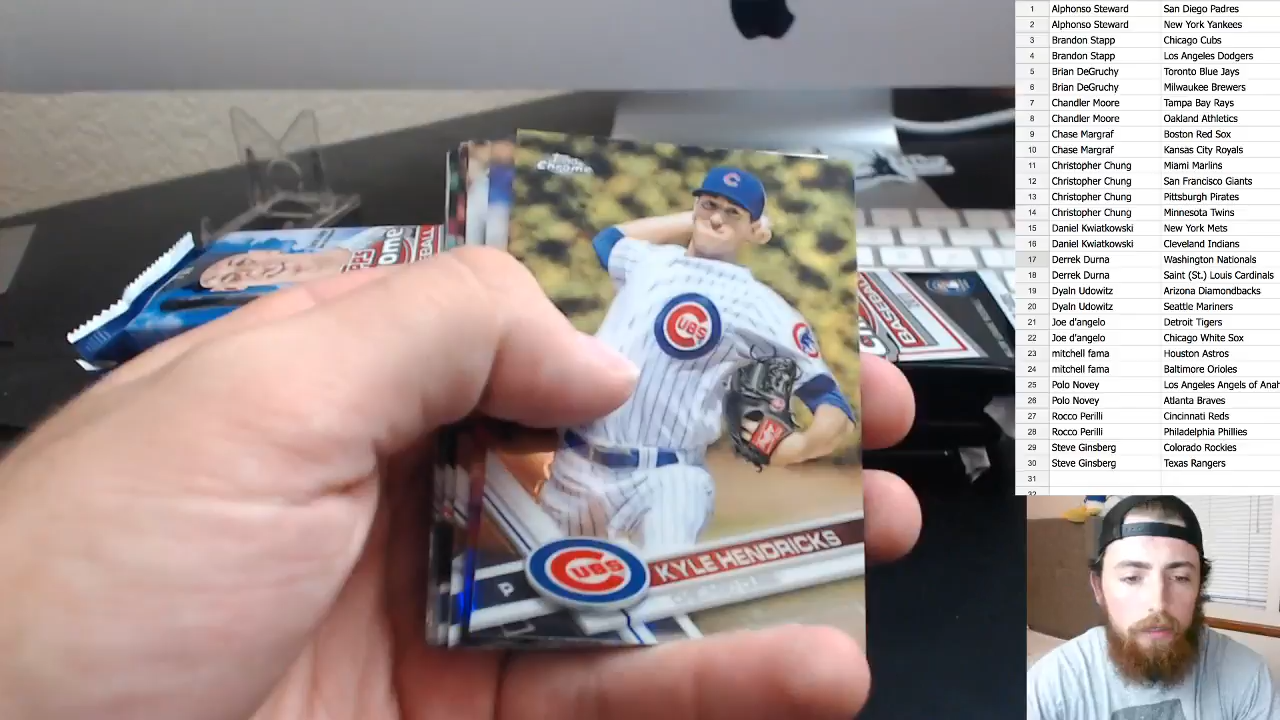 1 Alphonso Steward San Diego Padres
2 Alphonso Steward New York Yankees
3 Brandon Stapp Chicago Cubs
4 Brandon Stapp Los Angeles Dodgers
5 Brian DeGruchy Toronto Blue Jays
6 Brian DeGruchy Milwaukee Brewers
7 Chandler Moore Tampa Bay Rays
8 Chandler Moore Oakland Athletics
9 Chase Margraf Boston Red Sox
10 Chase Margraf Kansas City Royals
11 Christopher Chung Miami Marlins
12 Christopher Chung San Francisco Giants
13 Christopher Chung Pittsburgh Pirates
14 Christopher Chung Minnesota Twins
15 Daniel Kwiatkowski New York Mets
16 Daniel Kwiatkowski Cleveland Indians
17 Derrek Durna Washington Nationals
18 Derrek Durna Saint (St.) Louis Cardinals
19 Dyaln Udowitz Arizona Diamondbacks
20 Dyaln Udowitz Seattle Mariners
21 Joe d'angelo Detroit Tigers
22 Joe d'angelo Chicago White Sox
23 mitchell fama Houston Astros
24 mitchell fama Baltimore Orioles
25 Polo Novey Los Angeles Angels of Anah
26 Polo Novey Atlanta Braves
27 Rocco Perilli Cincinnati Reds
28 Rocco Perilli Philadelphia Phillies
29 Steve Ginsberg Colorado Rockies
30 Steve Ginsberg Texas Rangers
31
32
Topps
Chrome
C
CUBS
CUBS
KYLE HENDRICKS
P
ome
BASEBALL
BASEBALL